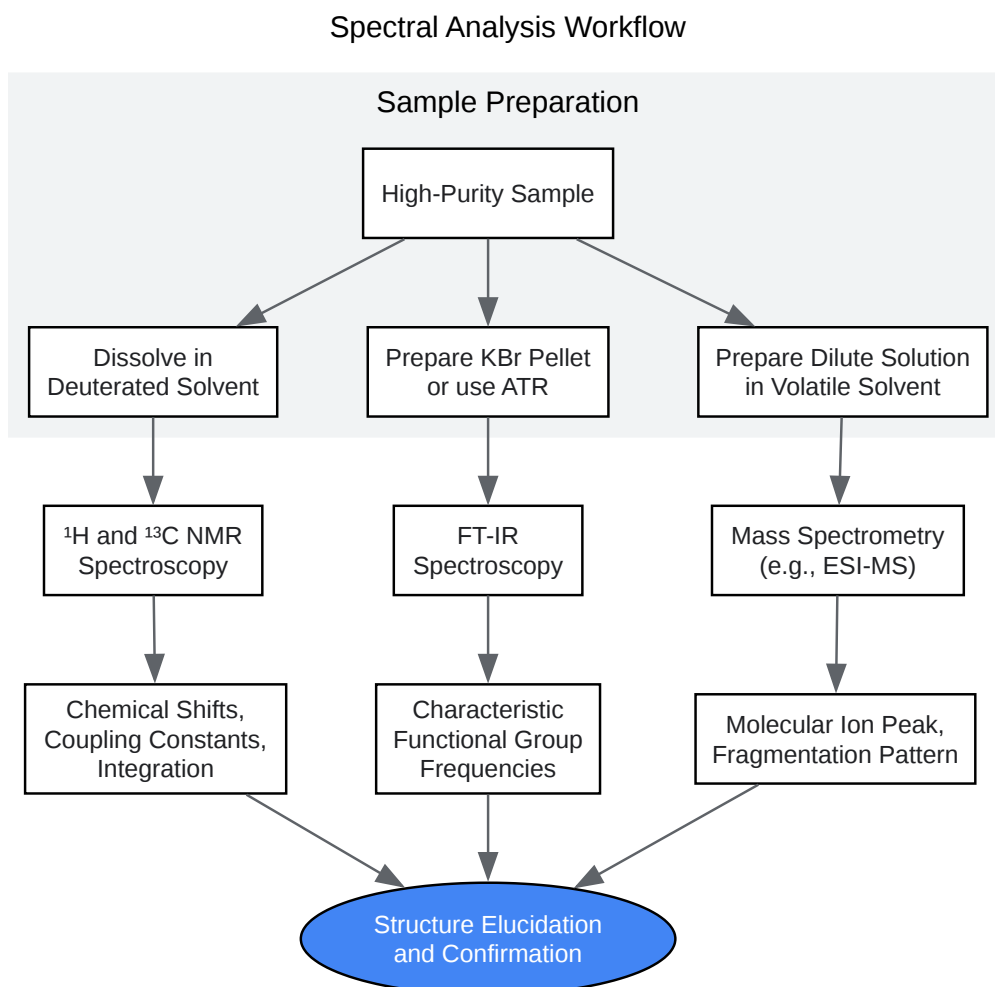 Spectral Analysis Workflow
Sample Preparation
High-Purity Sample
Dissolve in
Deuterated Solvent
Prepare KBr Pellet
or use ATR
Prepare Dilute Solution
in Volatile Solvent
¹H and ¹³C NMR
Spectroscopy
FT-IR
Spectroscopy
Mass Spectrometry
(e.g., ESI-MS)
Chemical Shifts,
Coupling Constants,
Integration
Characteristic
Functional Group
Frequencies
Molecular Ion Peak,
Fragmentation Pattern
Structure Elucidation
and Confirmation